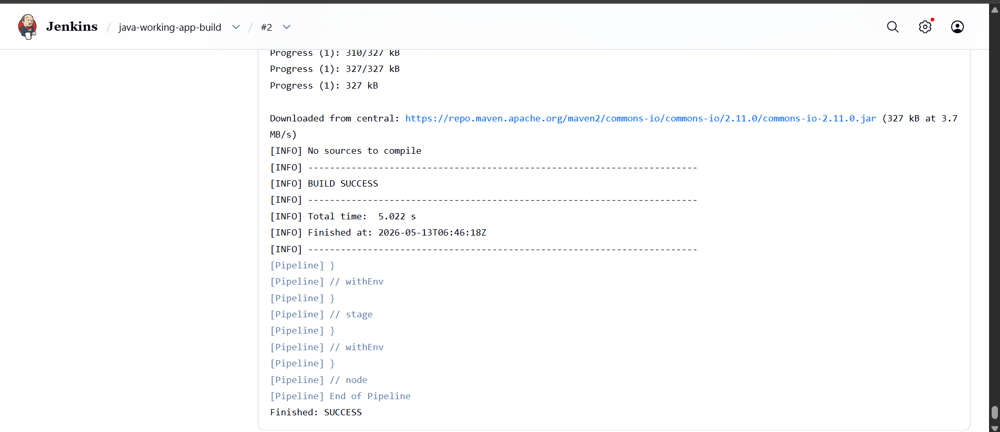 Jenkins / java-working-app-build / #2
Progress (1): 310/327 kB
Progress (1): 327/327 kB
Progress (1): 327 kB
Downloaded from central: https://repo.maven.apache.org/maven2/commons-io/commons-io/2.11.0/commons-io-2.11.0.jar (327 kB at 3.7
MB/s)
[INFO] No sources to compile
[INFO] ------------------------------------------------------------------------
[INFO] BUILD SUCCESS
[INFO] ------------------------------------------------------------------------
[INFO] Total time:  5.022 s
[INFO] Finished at: 2026-05-13T06:46:18Z
[INFO] ------------------------------------------------------------------------
[Pipeline] }
[Pipeline] // withEnv
[Pipeline] }
[Pipeline] // stage
[Pipeline] }
[Pipeline] // withEnv
[Pipeline] }
[Pipeline] // node
[Pipeline] End of Pipeline
Finished: SUCCESS